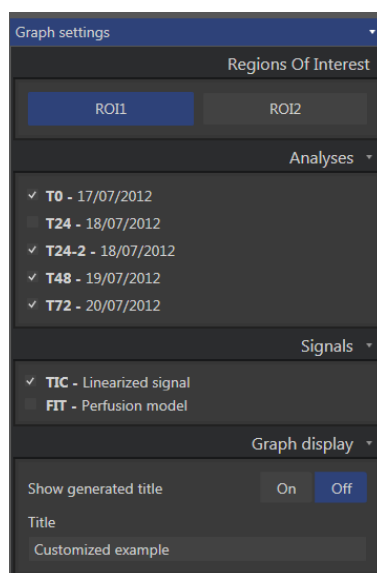 Graph settings
Regions Of Interest
ROI1 ROI2
Analyses
T0 - 17/07/2012
T24 - 18/07/2012
T24-2 - 18/07/2012
T48 - 19/07/2012
T72 - 20/07/2012
Signals
TIC - Linearized signal
FIT - Perfusion model
Graph display
Show generated title On Off
Title
Customized example